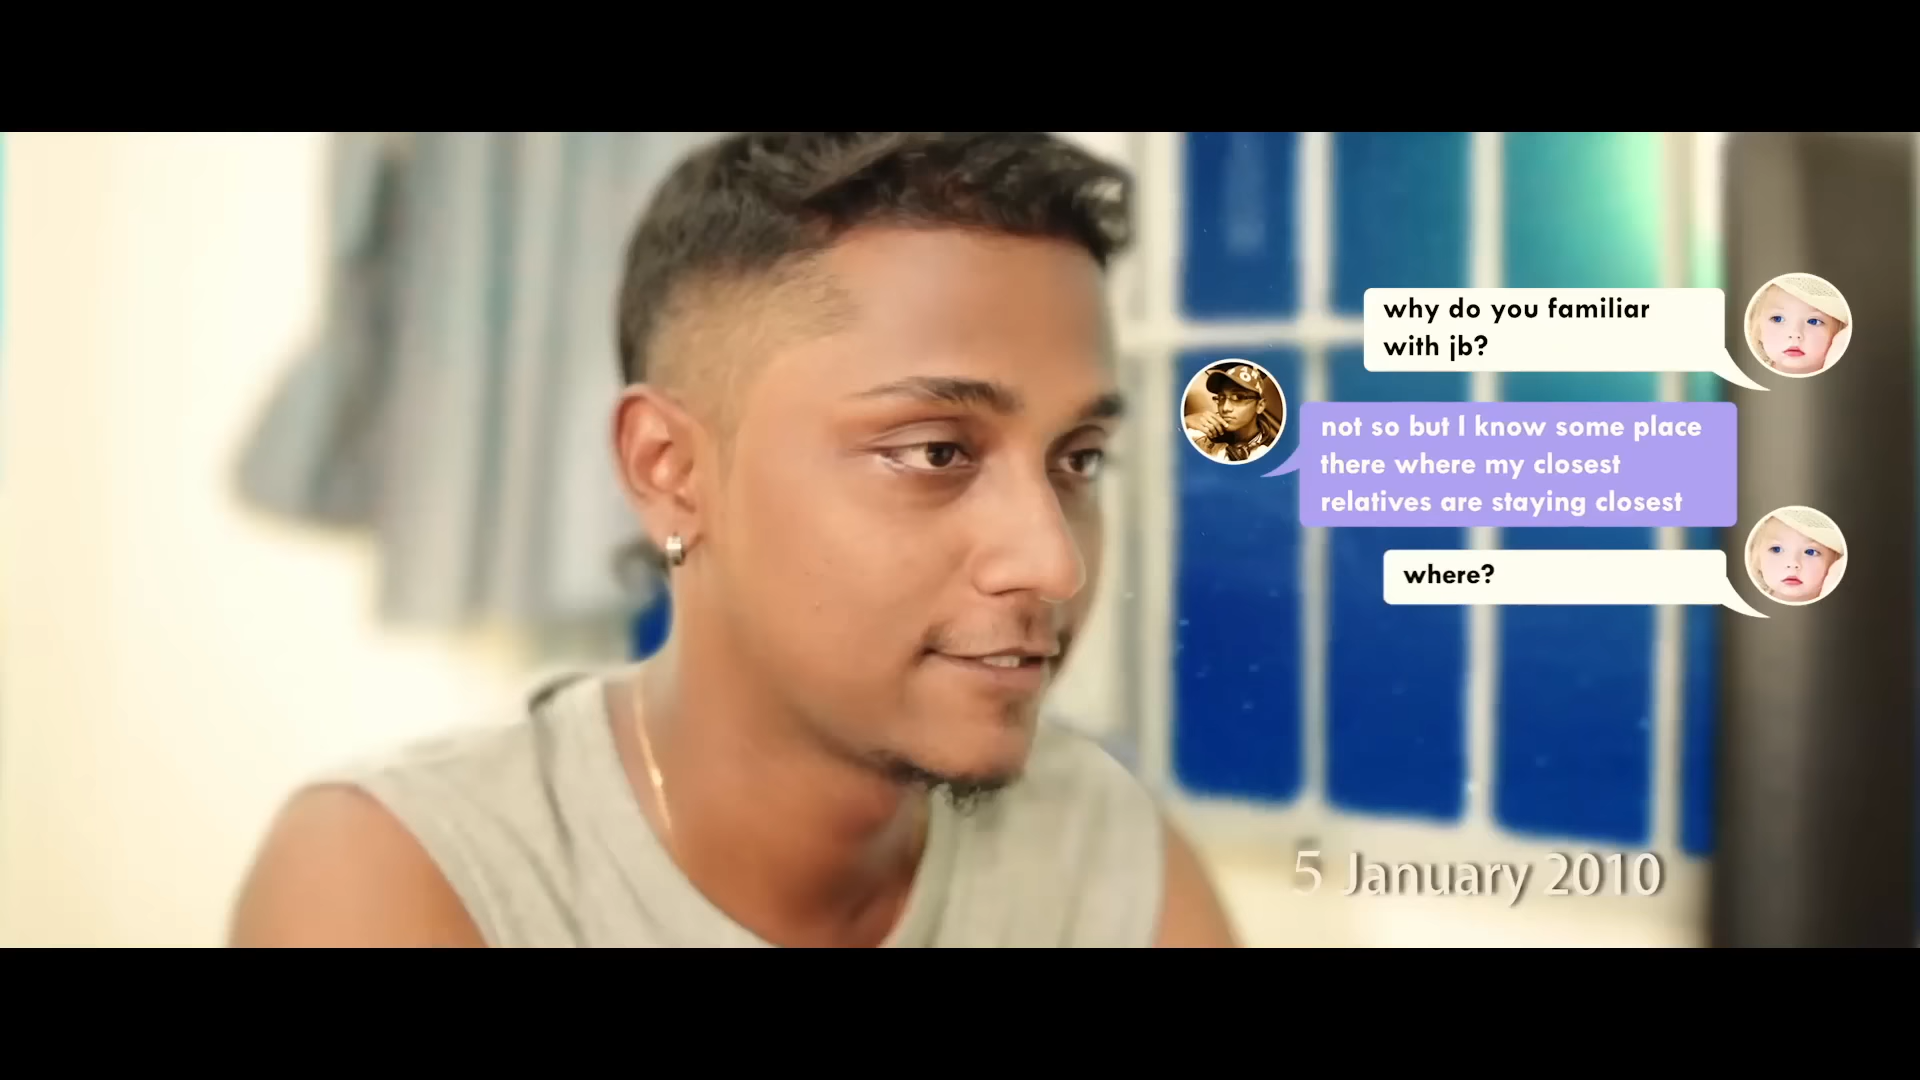 why do you familiar
with jb?
not so but I know some place
there where my closest
relatives are staying closest
where?
5 January 2010